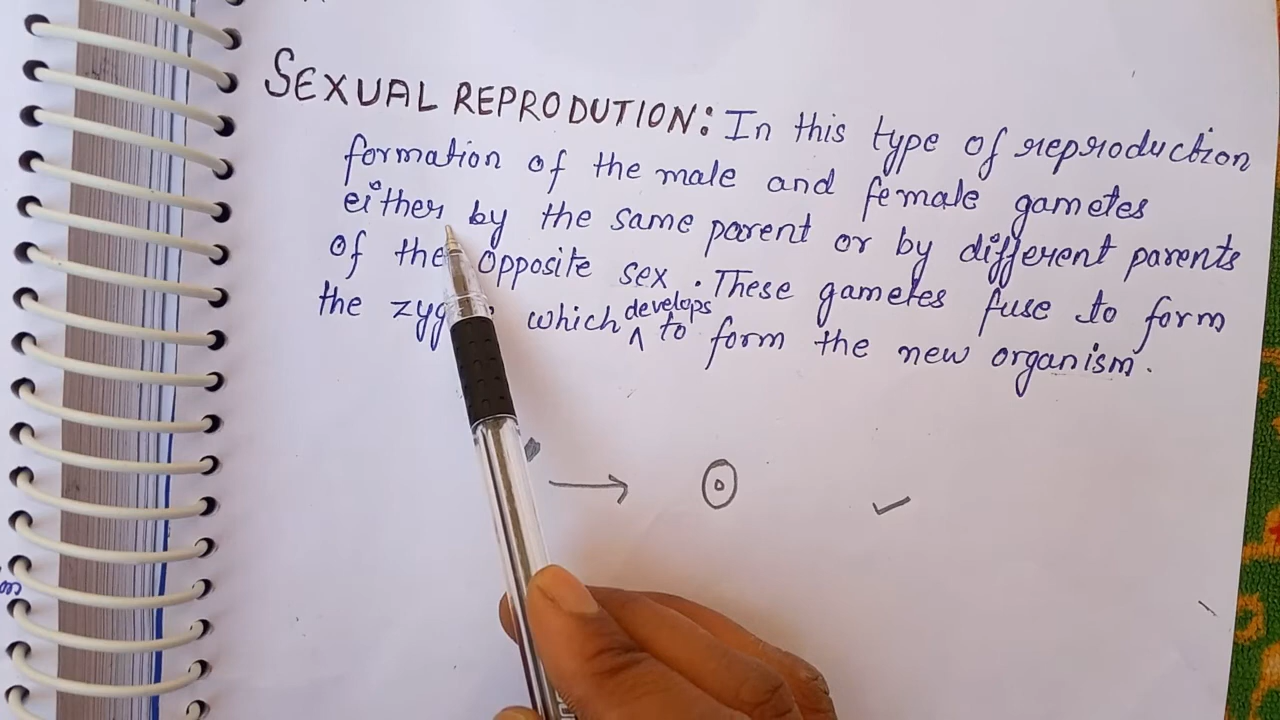 SEXUAL REPRODUTION: In this type of reproduction
formation of the male and female gametes
either by the same parent or by different parents
of the opposite sex. These gametes fuse to form
the which develops to form the new organism.